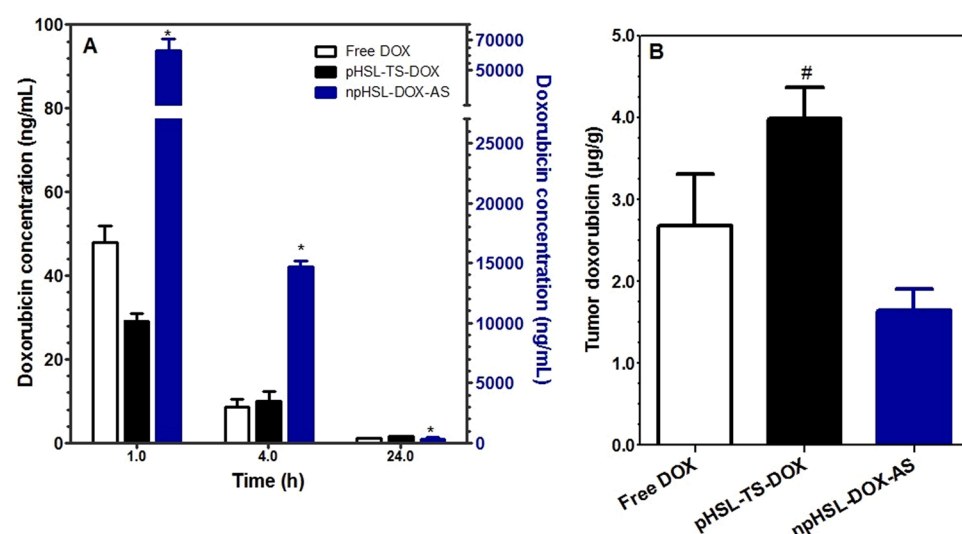 A
100
80
60
40
20
0
Doxorubicin concentration (ng/mL)
*
*
*
Free DOX
pHSL-TS-DOX
npHSL-DOX-AS
70000
50000
25000
20000
15000
10000
5000
0
Doxorubicin concentration (ng/mL)
1.0
4.0
24.0
Time (h)
B
5.0
4.0
3.0
2.0
1.0
0.0
Tumor doxorubicin (µg/g)
#
Free DOX
pHSL-TS-DOX
npHSL-DOX-AS